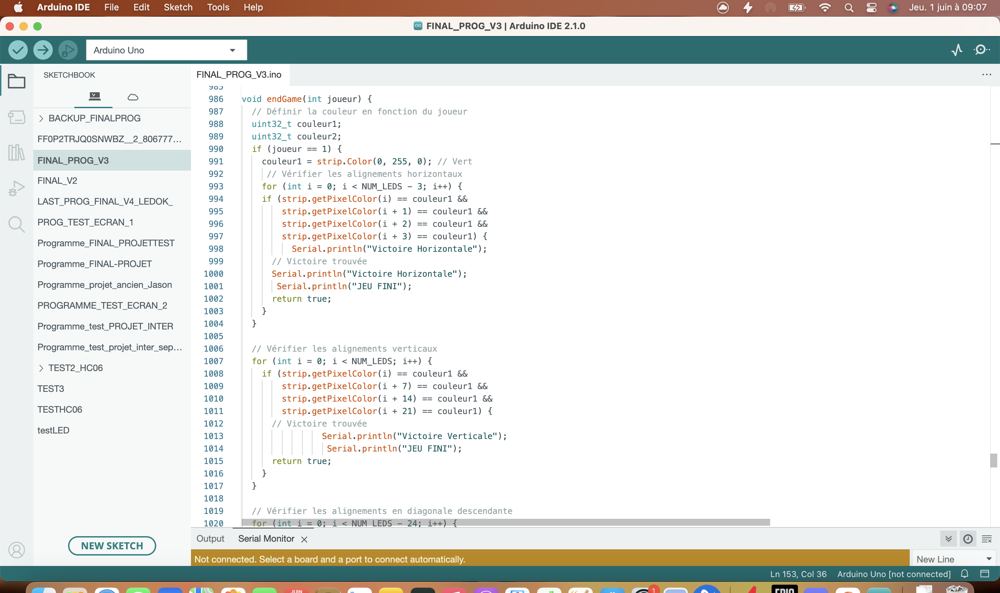 Arduino IDE File Edit Sketch Tools Help Jeu. 1 juin à 09:07
FINAL_PROG_V3 | Arduino IDE 2.1.0
Arduino Uno
SKETCHBOOK
BACKUP_FINALPROG
FF0P2TRJQ0SNWBZ__2_806777...
FINAL_PROG_V3
FINAL_V2
LAST_PROG_FINAL_V4_LEDOK_
PROG_TEST_ECRAN_1
Programme_FINAL_PROJETTEST
Programme_FINAL-PROJET
Programme_projet_ancien_Jason
PROGRAMME_TEST_ECRAN_2
Programme_test_PROJET_INTER
Programme_test_projet_inter_sep...
TEST2_HC06
TEST3
TESTHC06
testLED
NEW SKETCH
FINAL_PROG_V3.ino
985
986 void endGame(int joueur) {
987 // Définir la couleur en fonction du joueur
988 uint32_t couleur1;
989 uint32_t couleur2;
990 if (joueur == 1) {
991 couleur1 = strip.Color(0, 255, 0); // Vert
992 // Vérifier les alignements horizontaux
993 for (int i = 0; i < NUM_LEDS - 3; i++) {
994 if (strip.getPixelColor(i) == couleur1 &&
995 strip.getPixelColor(i + 1) == couleur1 &&
996 strip.getPixelColor(i + 2) == couleur1 &&
997 strip.getPixelColor(i + 3) == couleur1) {
998 Serial.println("Victoire Horizontale");
999 // Victoire trouvée
1000 Serial.println("Victoire Horizontale");
1001 Serial.println("JEU FINI");
1002 return true;
1003 }
1004 }
1005
1006 // Vérifier les alignements verticaux
1007 for (int i = 0; i < NUM_LEDS; i++) {
1008 if (strip.getPixelColor(i) == couleur1 &&
1009 strip.getPixelColor(i + 7) == couleur1 &&
1010 strip.getPixelColor(i + 14) == couleur1 &&
1011 strip.getPixelColor(i + 21) == couleur1) {
1012 // Victoire trouvée
1013 Serial.println("Victoire Verticale");
1014 Serial.println("JEU FINI");
1015 return true;
1016 }
1017 }
1018
1019 // Vérifier les alignements en diagonale descendante
1020 for (int i = 0; i < NUM_LEDS - 24; i++) {
Output Serial Monitor
Not connected. Select a board and a port to connect automatically.
New Line
Ln 153, Col 36 Arduino Uno [not connected]
JUIN
1
EPIC